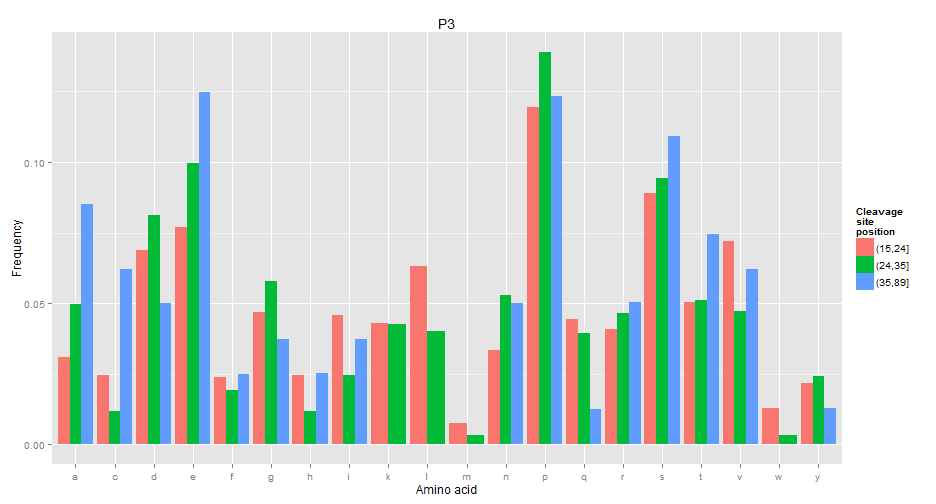 P3
Frequency
0.10
0.05
0.00
a c d e f g h i k l m n p q r s t v w y
Amino acid
Cleavage
site
position
(15,24]
(24,35]
(35,89]